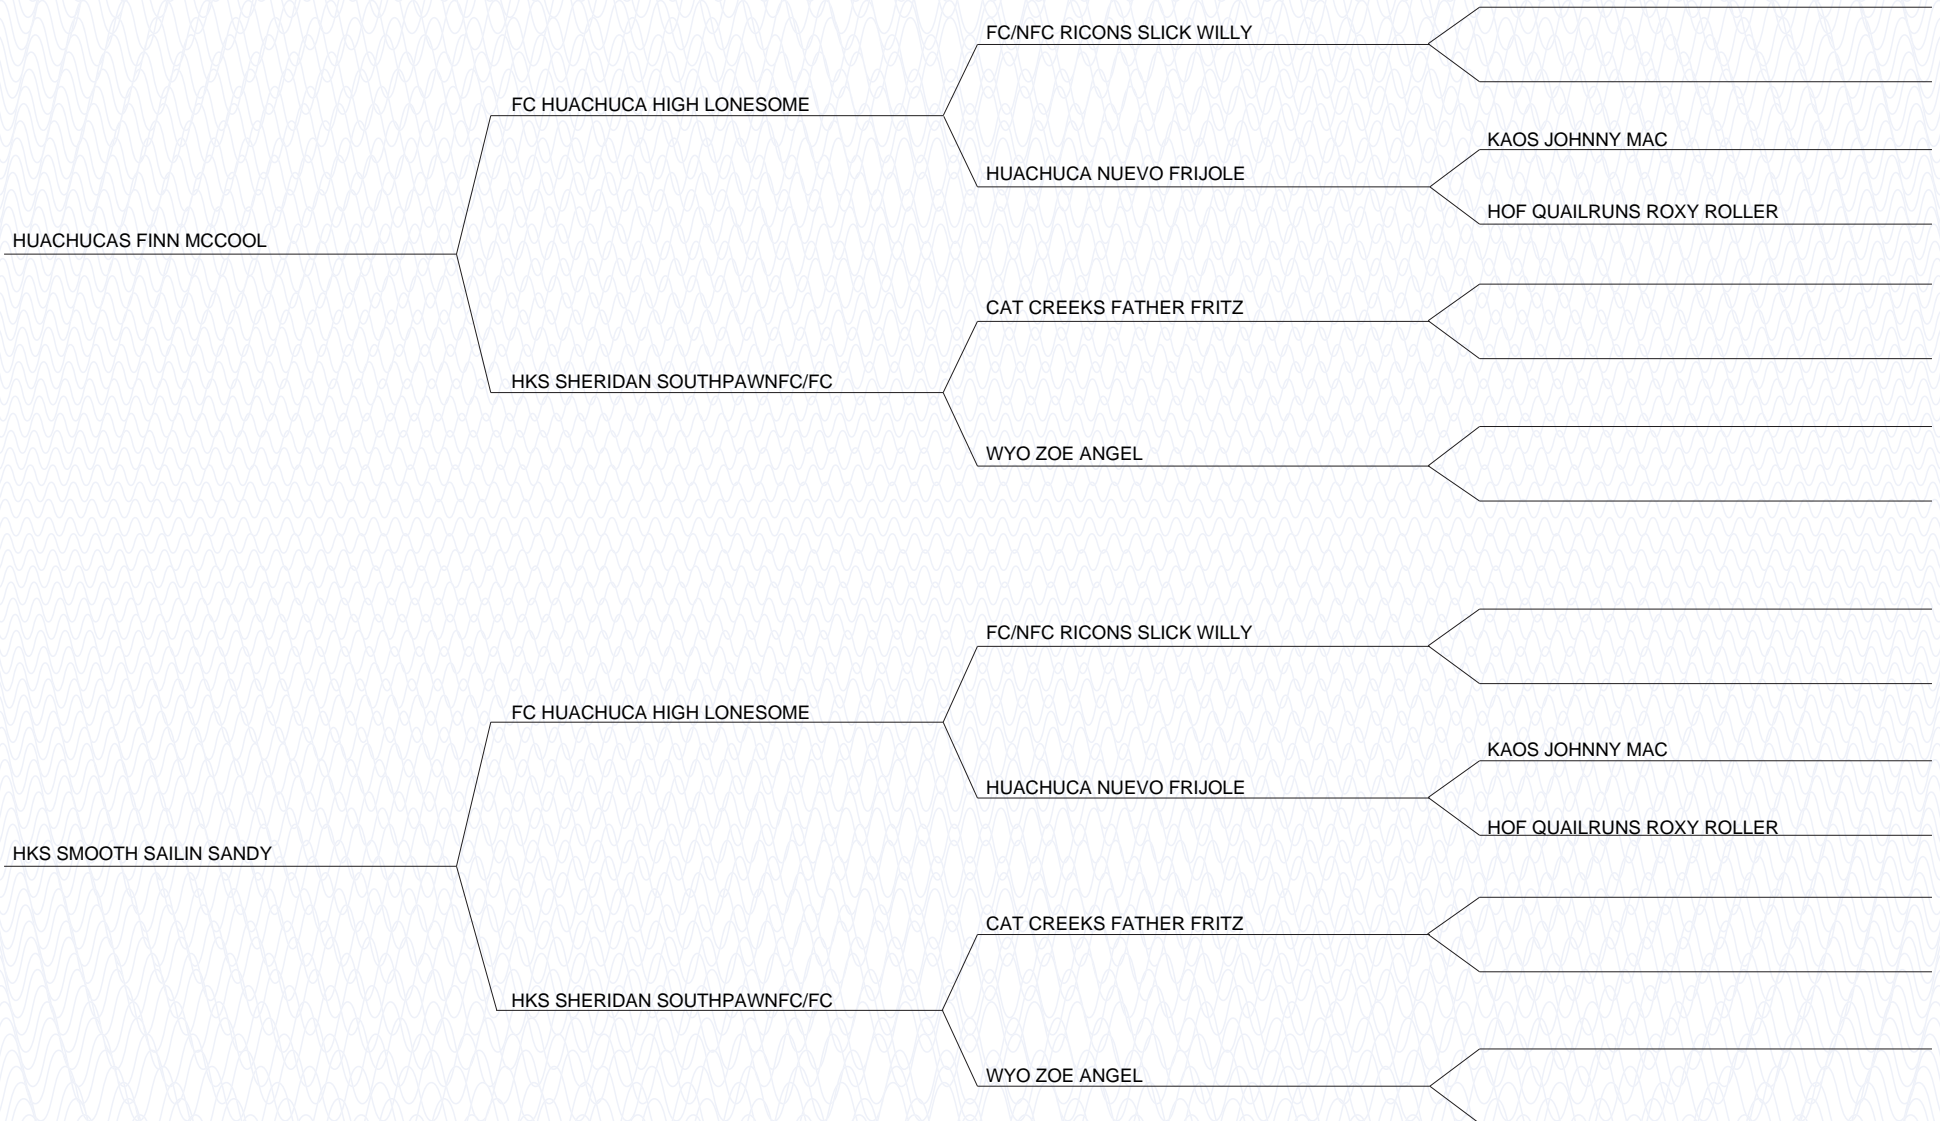 FC/NFC RICONS SLICK WILLY
FC HUACHUCA HIGH LONESOME
KAOS JOHNNY MAC
HUACHUCA NUEVO FRIJOLE
HOF QUAILRUNS ROXY ROLLER
HUACHUCAS FINN MCCOOL
CAT CREEKS FATHER FRITZ
HKS SHERIDAN SOUTHPAWNFC/FC
WYO ZOE ANGEL
FC/NFC RICONS SLICK WILLY
FC HUACHUCA HIGH LONESOME
KAOS JOHNNY MAC
HUACHUCA NUEVO FRIJOLE
HOF QUAILRUNS ROXY ROLLER
HKS SMOOTH SAILIN SANDY
CAT CREEKS FATHER FRITZ
HKS SHERIDAN SOUTHPAWNFC/FC
WYO ZOE ANGEL